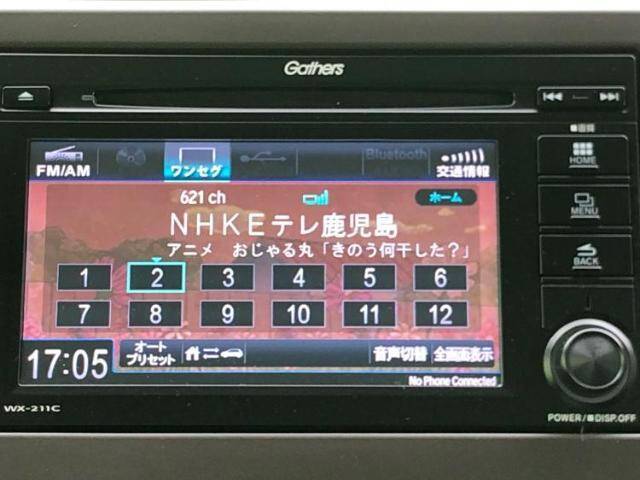 Gathers
画質
FM/AM
ワンセグ
Bluetooth
交通情報
HOME
621 ch
ホーム
NHKEテレ鹿児島
アニメ おじゃる丸「きのう何干した?」
MENU
1 2 3 4 5 6
BACK
7 8 9 10 11 12
17:05
オート
プリセット
音声切替
全画面表示
No Phone Connected
WX-211C
POWER/DISP.OFF